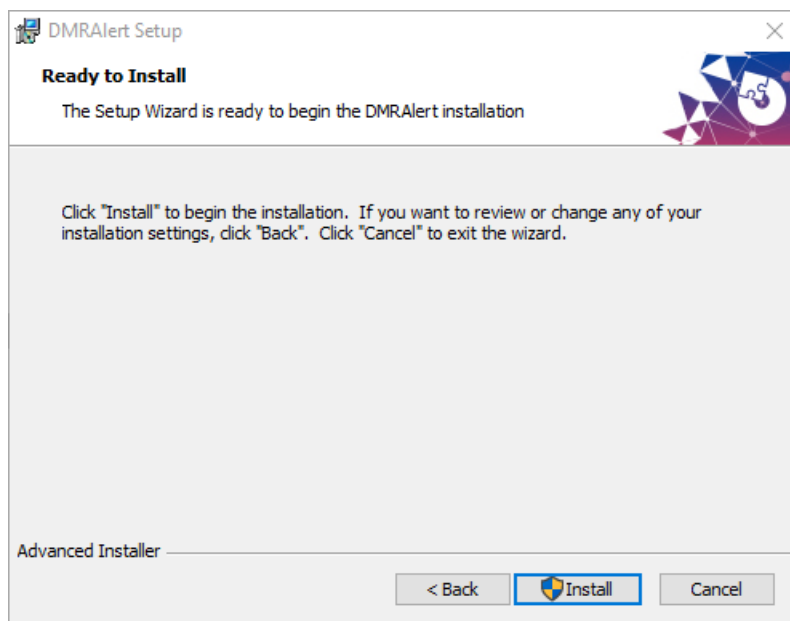 DMRAlert Setup
Ready to Install
The Setup Wizard is ready to begin the DMRAlert installation
Click "Install" to begin the installation.  If you want to review or change any of your
installation settings, click "Back".  Click "Cancel" to exit the wizard.
Advanced Installer
< Back
Install
Cancel